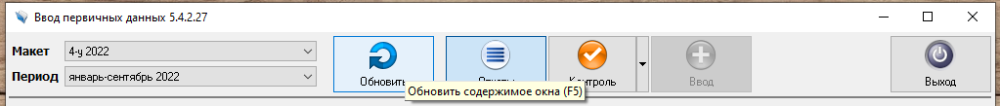 Ввод первичных данных 5.4.2.27
Макет
4-у 2022
Период
январь-сентябрь 2022
Обновить
Контроль
Ввод
Выход
Обновить содержимое окна (F5)